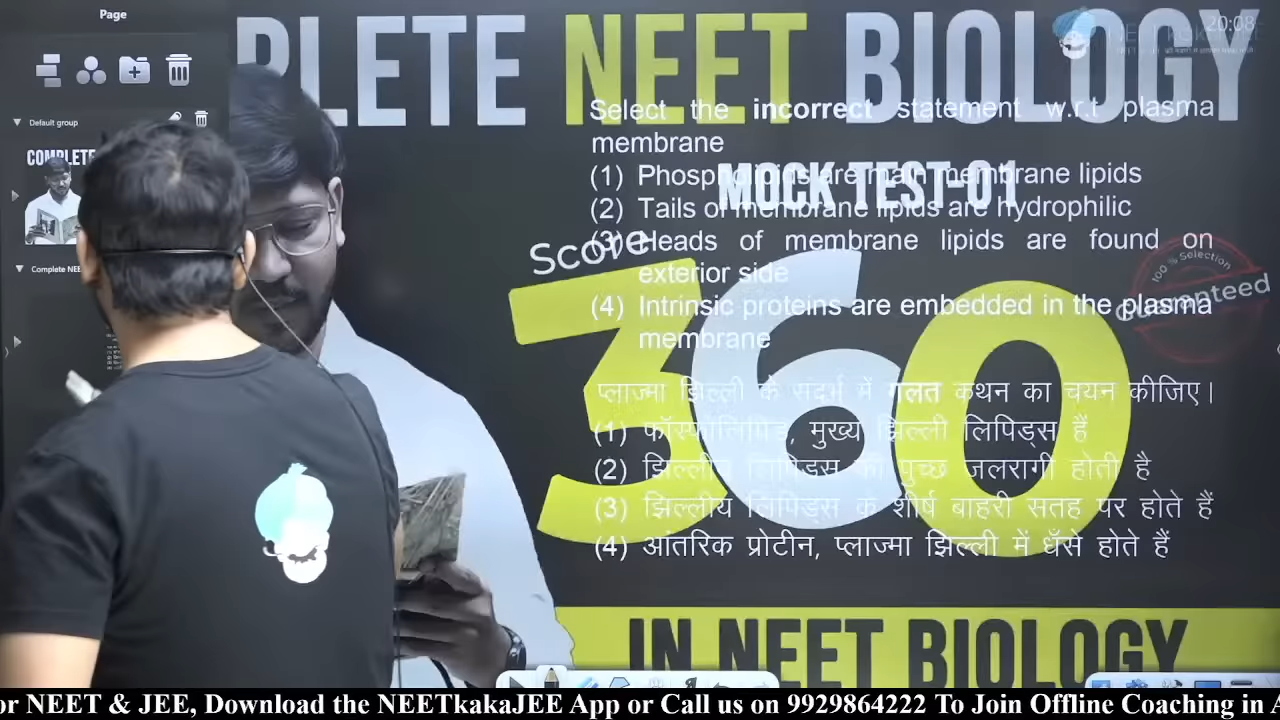 Page
20:08
PLETE NEET BIOLOGY
Default group
COMPLETE
Complete NEE
MOCK TEST-01
Score
360
100 % Selection
Guaranteed
Select the incorrect statement w.r.t plasma
membrane
(1) Phospholipids are main membrane lipids
(2) Tails of membrane lipids are hydrophilic
(3) Heads of membrane lipids are found on
exterior side
(4) Intrinsic proteins are embedded in the plasma
membrane
प्लाज्मा झिल्ली के संदर्भ में गलत कथन का चयन कीजिए।
(1) फॉस्फोलिपिड, मुख्य झिल्ली लिपिड्स हैं
(2) झिल्लीय लिपिड्स की पुच्छ जलरागी होती है
(3) झिल्लीय लिपिड्स के शीर्ष बाहरी सतह पर होते हैं
(4) आंतरिक प्रोटीन, प्लाज्मा झिल्ली में धँसे होते हैं
IN NEET BIOLOGY
or NEET & JEE, Download the NEETkakaJEE App or Call us on 9929864222 To Join Offline Coaching in A